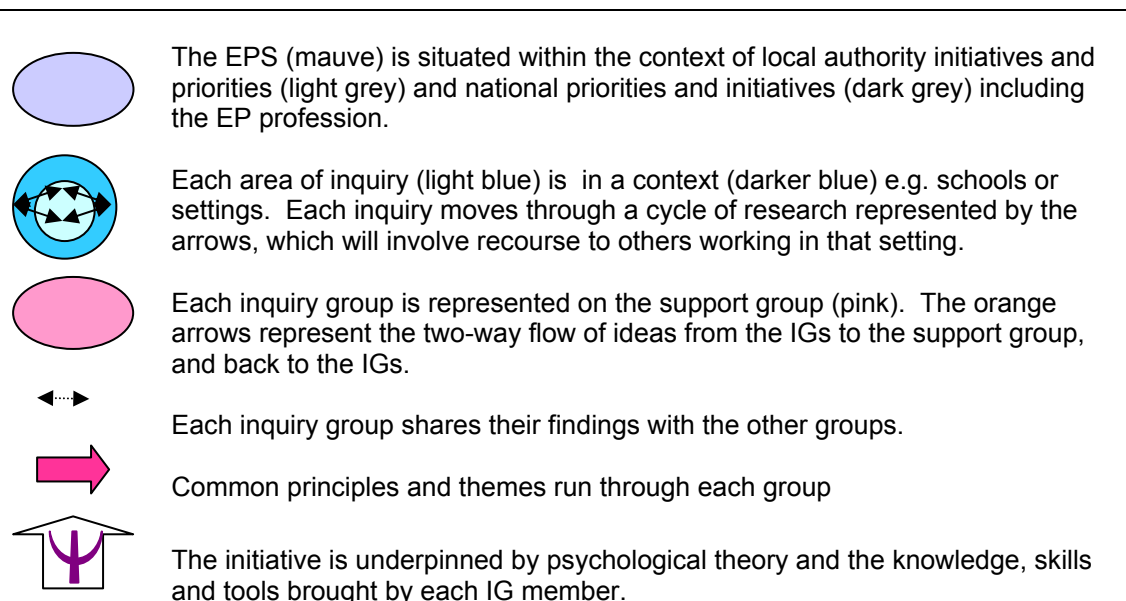 The EPS (mauve) is situated within the context of local authority initiatives and
priorities (light grey) and national priorities and initiatives (dark grey) including
the EP profession.
Each area of inquiry (light blue) is in a context (darker blue) e.g. schools or
settings. Each inquiry moves through a cycle of research represented by the
arrows, which will involve recourse to others working in that setting.
Each inquiry group is represented on the support group (pink). The orange
arrows represent the two-way flow of ideas from the IGs to the support group,
and back to the IGs.
Each inquiry group shares their findings with the other groups.
Common principles and themes run through each group
The initiative is underpinned by psychological theory and the knowledge, skills
and tools brought by each IG member.